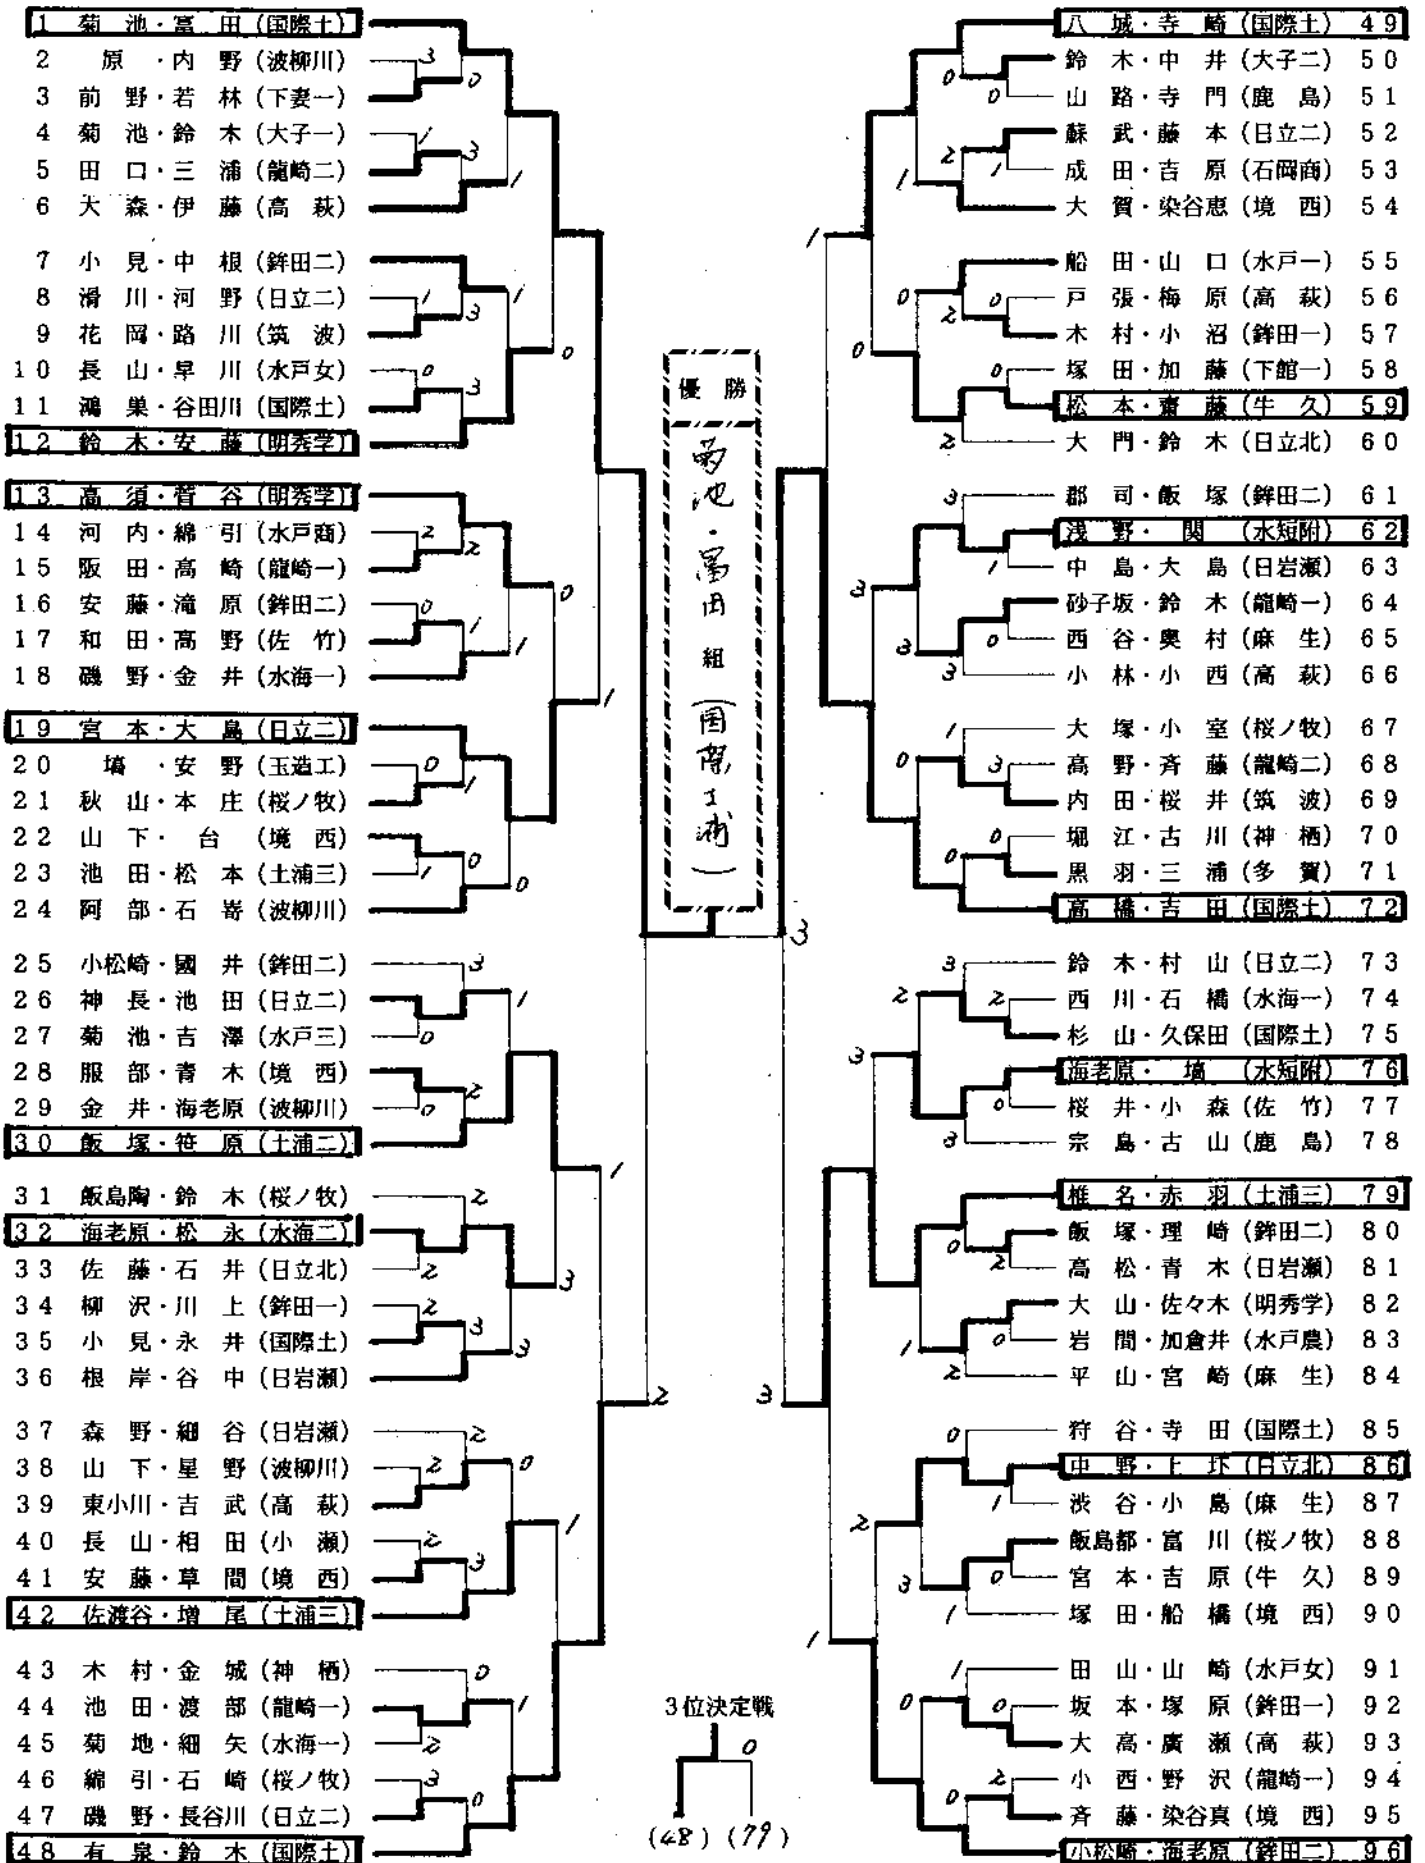 1 菊池・富田(国際土)
2 原・内野(波柳川)
3 前野・若林(下妻一)
4 菊池・鈴木(大子一)
5 田口・三浦(龍崎二)
6 大森・伊藤(高萩)
7 小見・中根(鉾田二)
8 滑川・河野(日立二)
9 花岡・路川(筑波)
10 長山・早川(水戸女)
11 鴻巣・谷田川(国際土)
12 鈴木・安藤(明秀学)
13 高須・菅谷(明秀学)
14 河内・綿引(水戸商)
15 阪田・高崎(龍崎一)
16 安藤・滝原(鉾田二)
17 和田・高野(佐竹)
18 磯野・金井(水海一)
19 宮本・大島(日立二)
20 塙・安野(玉造工)
21 秋山・本庄(桜ノ牧)
22 山下・台(境西)
23 池田・松本(土浦三)
24 阿部・石嵜(波柳川)
25 小松崎・國井(鉾田二)
26 神長・池田(日立二)
27 菊池・吉澤(水戸三)
28 服部・青木(境西)
29 金井・海老原(波柳川)
30 飯塚・笹原(土浦二)
31 飯島陶・鈴木(桜ノ牧)
32 海老原・松永(水海二)
33 佐藤・石井(日立北)
34 柳沢・川上(鉾田一)
35 小見・永井(国際土)
36 根岸・谷中(日岩瀬)
37 森野・細谷(日岩瀬)
38 山下・星野(波柳川)
39 東小川・吉武(高萩)
40 長山・相田(小瀬)
41 安藤・草間(境西)
42 佐渡谷・増尾(土浦三)
43 木村・金城(神栖)
44 池田・渡部(龍崎一)
45 菊地・細矢(水海一)
46 綿引・石崎(桜ノ牧)
47 磯野・長谷川(日立二)
48 有泉・鈴木(国際土)
優勝
菊池・富田組(国際土浦)
3位決定戦
0
(48)(79)
八城・寺崎(国際土)49
鈴木・中井(大子二)50
山路・寺門(鹿島)51
蘇武・藤本(日立二)52
成田・吉原(石岡商)53
大賀・染谷恵(境西)54
船田・山口(水戸一)55
戸張・梅原(高萩)56
木村・小沼(鉾田一)57
塚田・加藤(下館一)58
松本・齋藤(牛久)59
大門・鈴木(日立北)60
郡司・飯塚(鉾田二)61
浅野・関(水短附)62
中島・大島(日岩瀬)63
砂子坂・鈴木(龍崎一)64
西谷・奥村(麻生)65
小林・小西(高萩)66
大塚・小室(桜ノ牧)67
高野・斉藤(龍崎二)68
内田・桜井(筑波)69
堀江・古川(神栖)70
黒羽・三浦(多賀)71
高橋・吉田(国際土)72
鈴木・村山(日立二)73
西川・石橋(水海一)74
杉山・久保田(国際土)75
海老原・塙(水短附)76
桜井・小森(佐竹)77
宗島・古山(鹿島)78
椎名・赤羽(土浦三)79
飯塚・理崎(鉾田二)80
高松・青木(日岩瀬)81
大山・佐々木(明秀学)82
岩間・加倉井(水戸農)83
平山・宮崎(麻生)84
狩谷・寺田(国際土)85
中野・上圷(日立北)86
渋谷・小島(麻生)87
飯島都・富川(桜ノ牧)88
宮本・吉原(牛久)89
塚田・船橋(境西)90
田山・山崎(水戸女)91
坂本・塚原(鉾田一)92
大高・廣瀬(高萩)93
小西・野沢(龍崎一)94
斉藤・染谷真(境西)95
小松崎・海老原(鉾田二)96